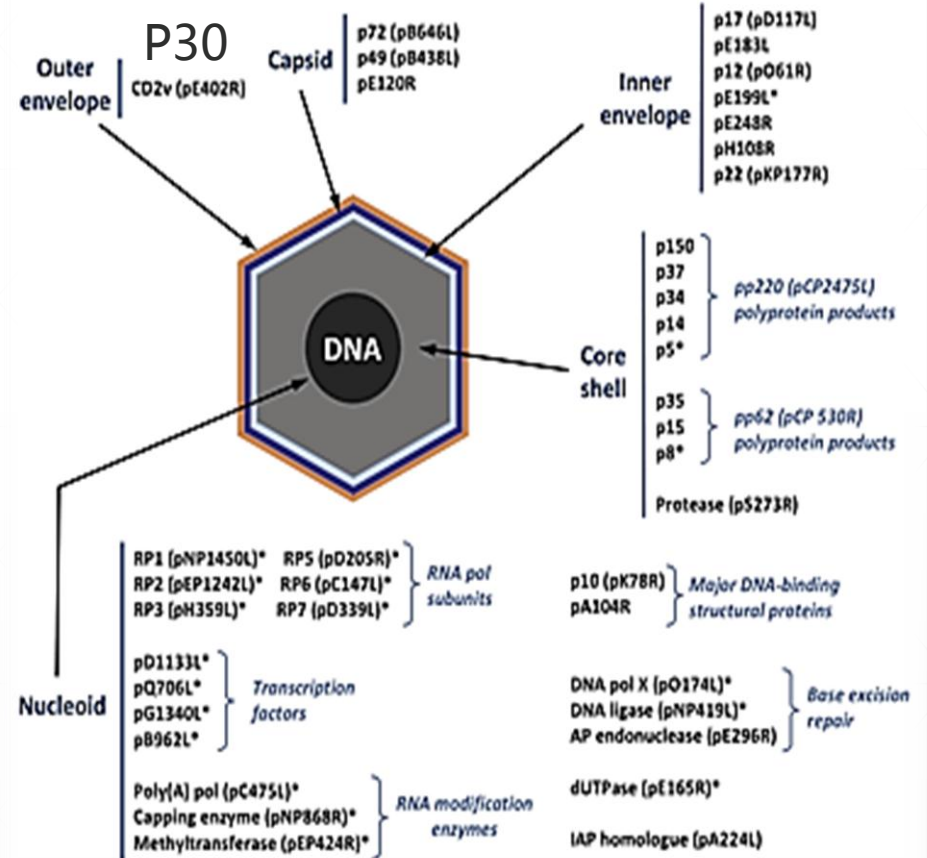 P30
Outer
envelope
CD2v (pE402R)
Capsid
p72 (pB646L)
p49 (pB438L)
pE120R
Inner
envelope
p17 (pD117L)
pE183L
p12 (pO61R)
pE199L*
pE248R
pH108R
p22 (pKP177R)
DNA
Core
shell
p150
p37
p34
p14
p5*
pp220 (pCP2475L)
polyprotein products
p35
p15
p8*
pp62 (pCP 530R)
polyprotein products
Protease (pS273R)
Nucleoid
RP1 (pNP1450L)* RP5 (pD205R)*
RP2 (pEP1242L)* RP6 (pC147L)*
RP3 (pH359L)* RP7 (pD339L)*
RNA pol
subunits
p10 (pK78R)
pA104R
Major DNA-binding
structural proteins
pD1133L*
pQ706L*
pG1340L*
pB962L*
Transcription
factors
DNA pol X (pO174L)*
DNA ligase (pNP419L)*
AP endonuclease (pE296R)
Base excision
repair
Poly(A) pol (pC475L)*
Capping enzyme (pNP868R)*
Methyltransferase (pEP424R)*
RNA modification
enzymes
dUTPase (pE165R)*
IAP homologue (pA224L)